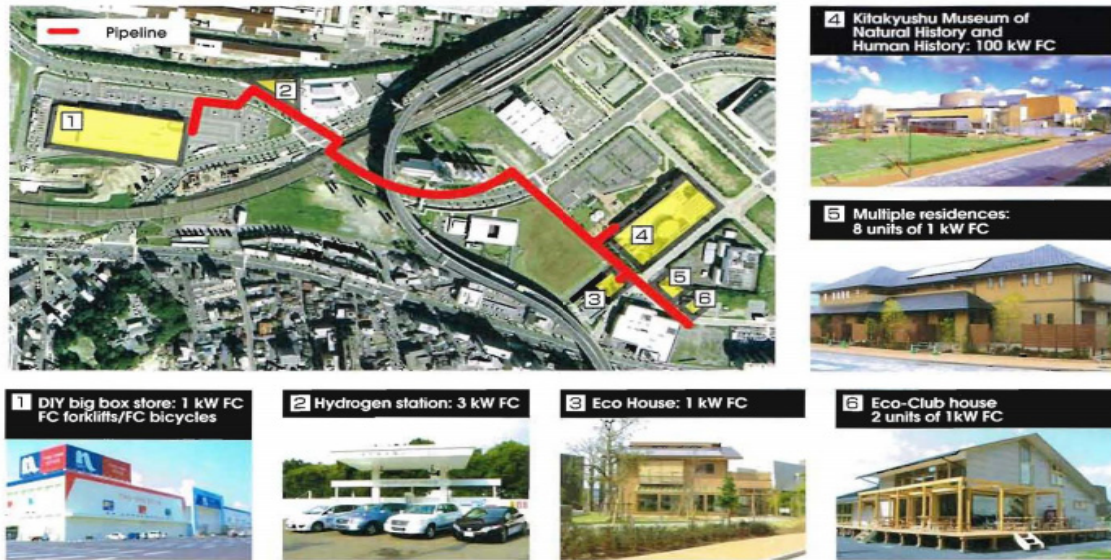 Pipeline
1
2
3
4
5
6
4 Kitakyushu Museum of
Natural History and
Human History: 100 kW FC
5 Multiple residences:
8 units of 1 kW FC
1 DIY big box store: 1 kW FC
FC forklifts/FC bicycles
2 Hydrogen station: 3 kW FC
3 Eco House: 1 kW FC
6 Eco-Club house
2 units of 1kW FC